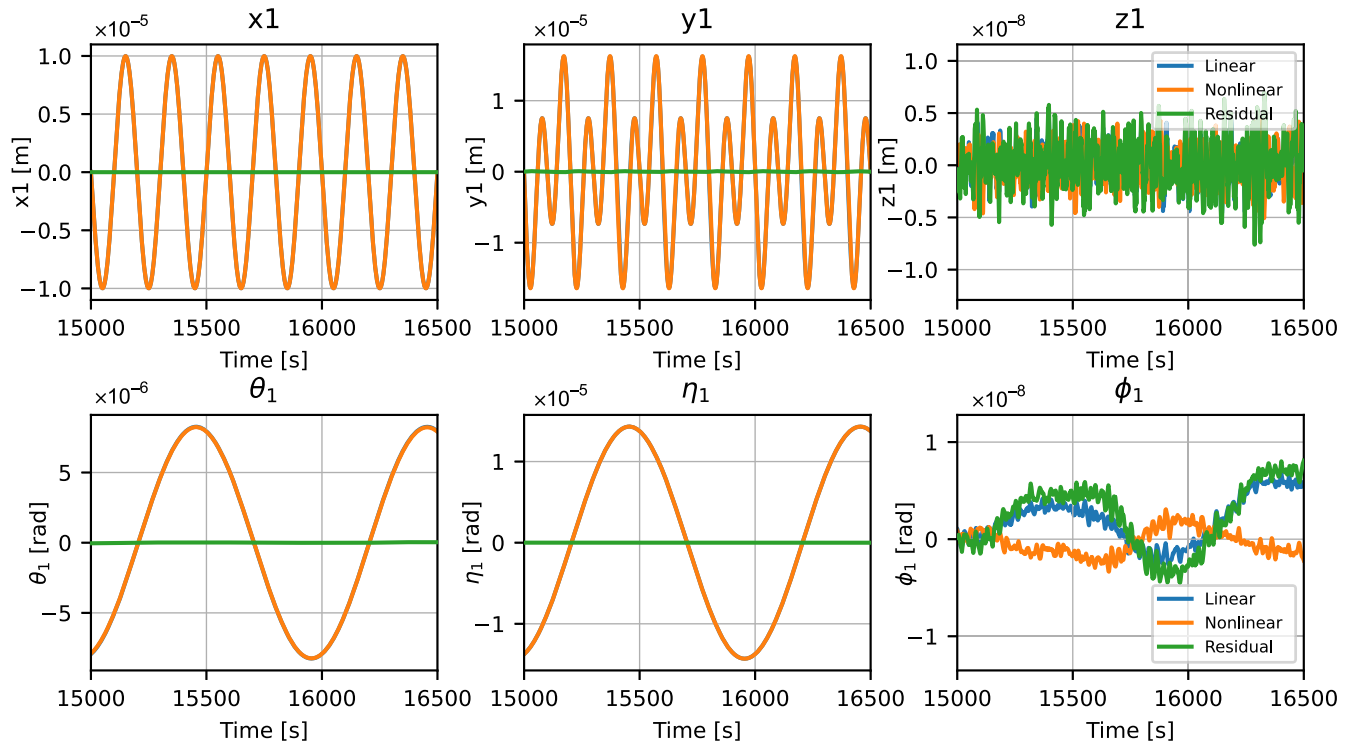 x1
y1
z1
×10⁻⁵
×10⁻⁵
×10⁻⁸
x1 [m]
1.0
0.5
0.0
−0.5
−1.0
y1 [m]
1
0
−1
z1 [m]
1.0
0.5
0.0
−0.5
−1.0
Linear
Nonlinear
Residual
15000 15500 16000 16500
15000 15500 16000 16500
15000 15500 16000 16500
Time [s]
Time [s]
Time [s]
θ₁
η₁
ϕ₁
×10⁻⁶
×10⁻⁵
×10⁻⁸
θ₁ [rad]
5
0
−5
η₁ [rad]
1
0
−1
ϕ₁ [rad]
1
0
−1
Linear
Nonlinear
Residual
15000 15500 16000 16500
15000 15500 16000 16500
15000 15500 16000 16500
Time [s]
Time [s]
Time [s]